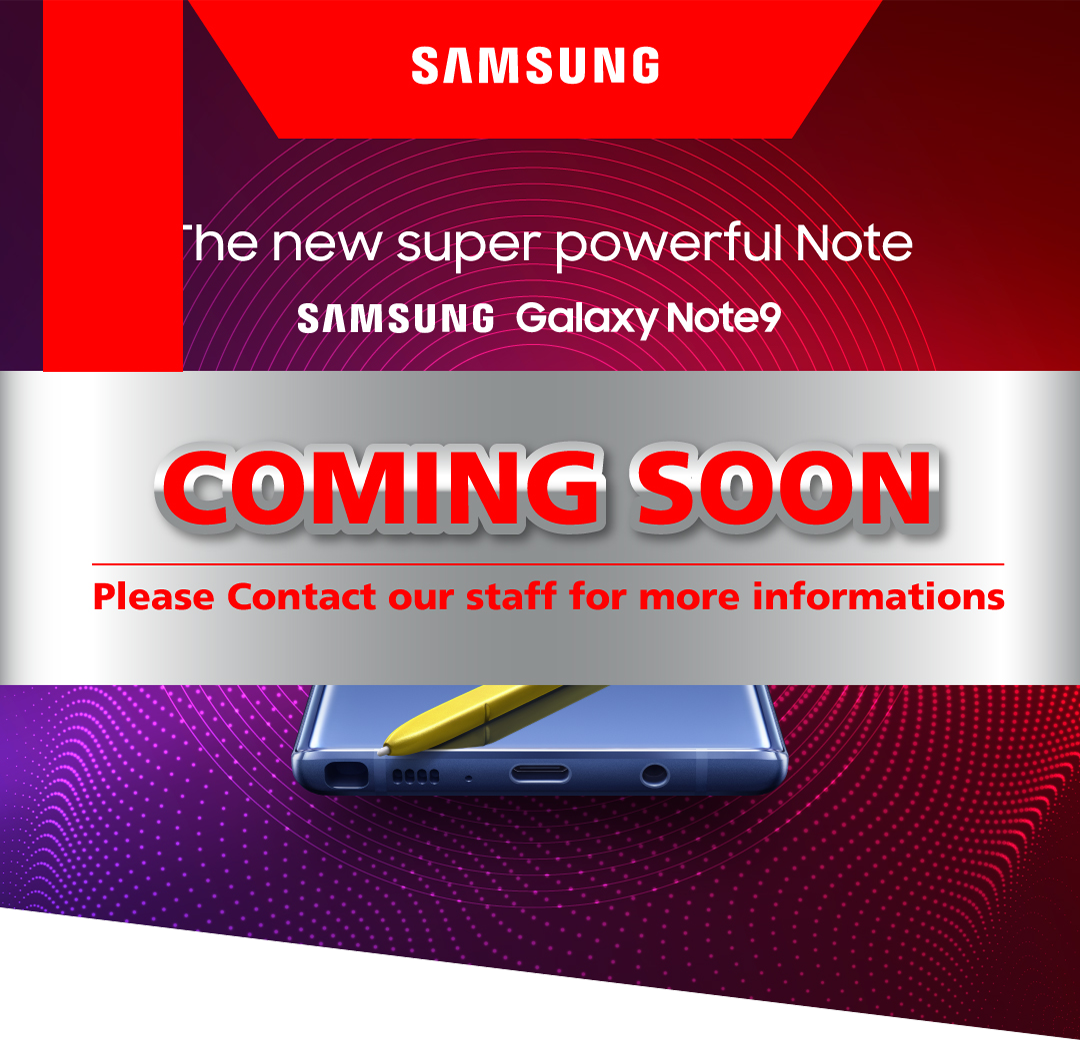 SAMSUNG
The new super powerful Note
SAMSUNG Galaxy Note9
COMING SOON
Please Contact our staff for more informations